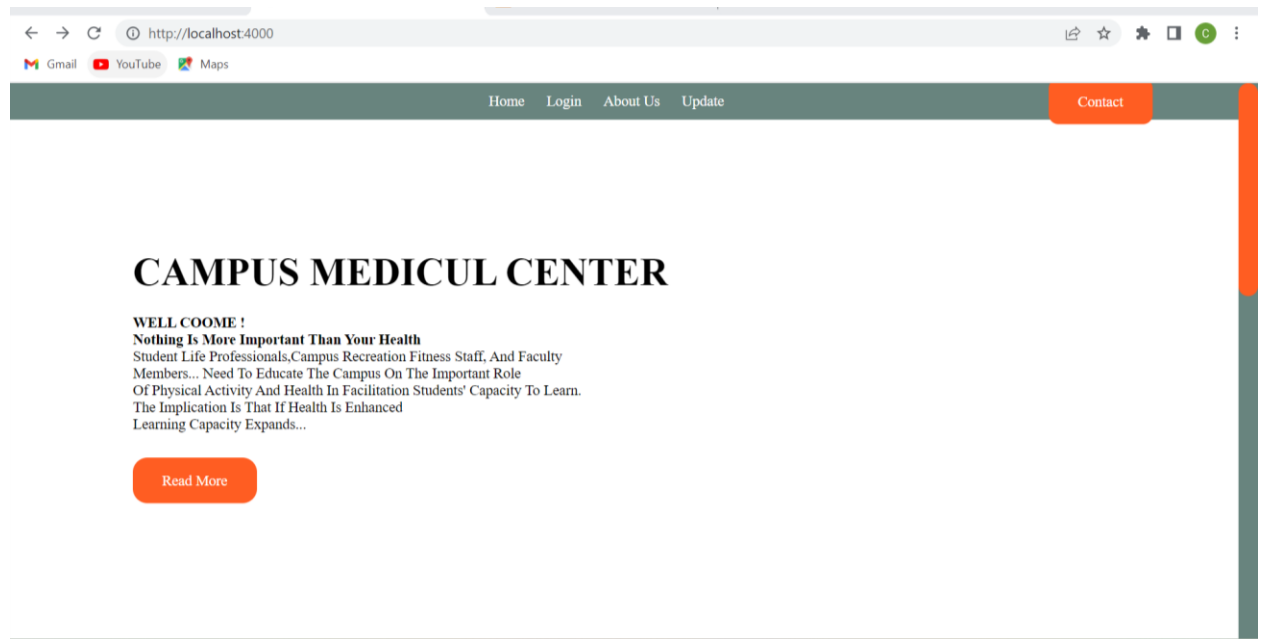 http://localhost:4000
C
Gmail YouTube Maps
Home Login About Us Update Contact
CAMPUS MEDICUL CENTER
WELL COOME !
Nothing Is More Important Than Your Health
Student Life Professionals,Campus Recreation Fitness Staff, And Faculty
Members... Need To Educate The Campus On The Important Role
Of Physical Activity And Health In Facilitation Students' Capacity To Learn.
The Implication Is That If Health Is Enhanced
Learning Capacity Expands...
Read More